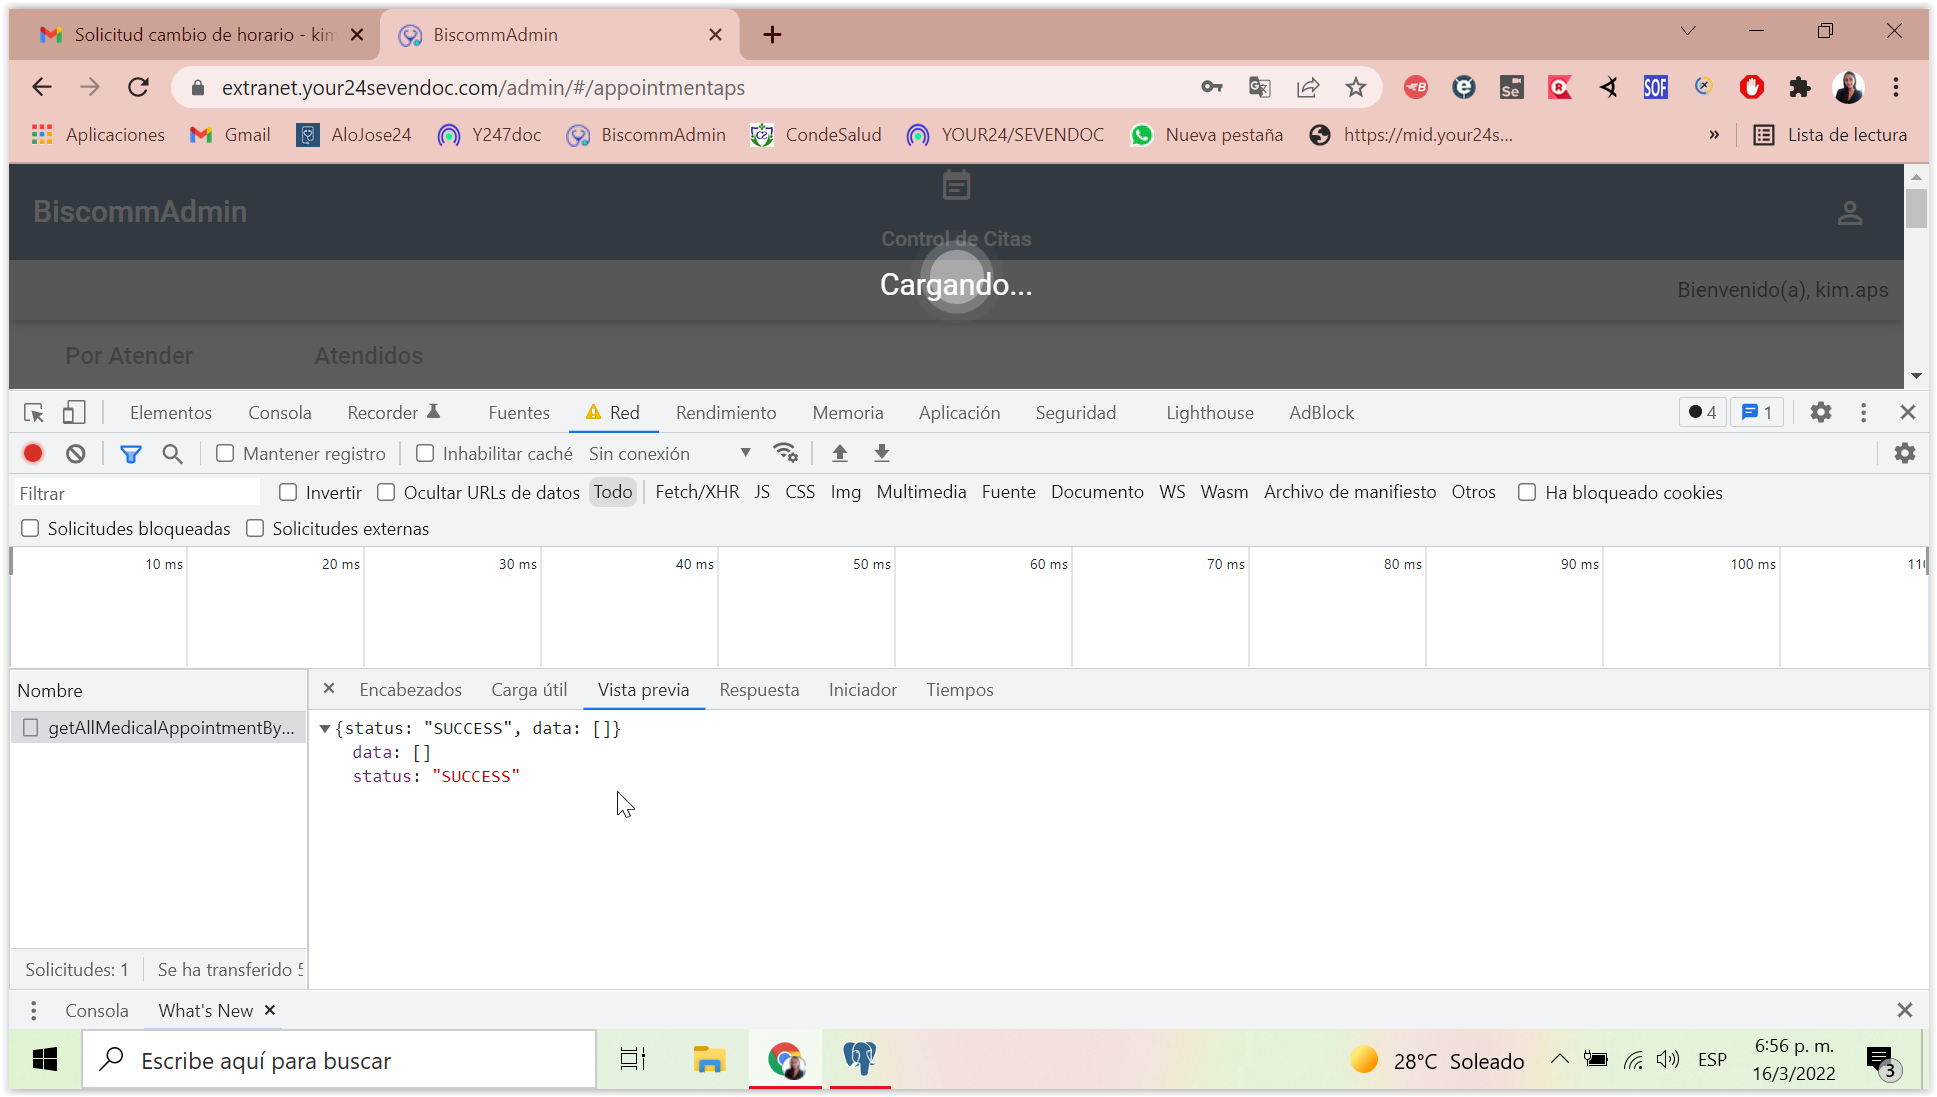 Solicitud cambio de horario - kim
BiscommAdmin
extranet.your24sevendoc.com/admin/#/appointmentaps
Aplicaciones Gmail AloJose24 Y247doc BiscommAdmin CondeSalud YOUR24/SEVENDOC Nueva pestaña https://mid.your24s... » Lista de lectura
BiscommAdmin
Control de Citas
Cargando...
Bienvenido(a), kim.aps
Por Atender Atendidos
Elementos Consola Recorder Fuentes Red Rendimiento Memoria Aplicación Seguridad Lighthouse AdBlock 4 1
Mantener registro Inhabilitar caché Sin conexión
Filtrar Invertir Ocultar URLs de datos Todo Fetch/XHR JS CSS Img Multimedia Fuente Documento WS Wasm Archivo de manifiesto Otros Ha bloqueado cookies
Solicitudes bloqueadas Solicitudes externas
10 ms 20 ms 30 ms 40 ms 50 ms 60 ms 70 ms 80 ms 90 ms 100 ms
Nombre Encabezados Carga útil Vista previa Respuesta Iniciador Tiempos
getAllMedicalAppointmentBy...
{status: "SUCCESS", data: []}
data: []
status: "SUCCESS"
Solicitudes: 1 Se ha transferido
Consola What's New
Escribe aquí para buscar
28°C Soleado ESP
6:56 p. m.
16/3/2022
3
Se
SOF